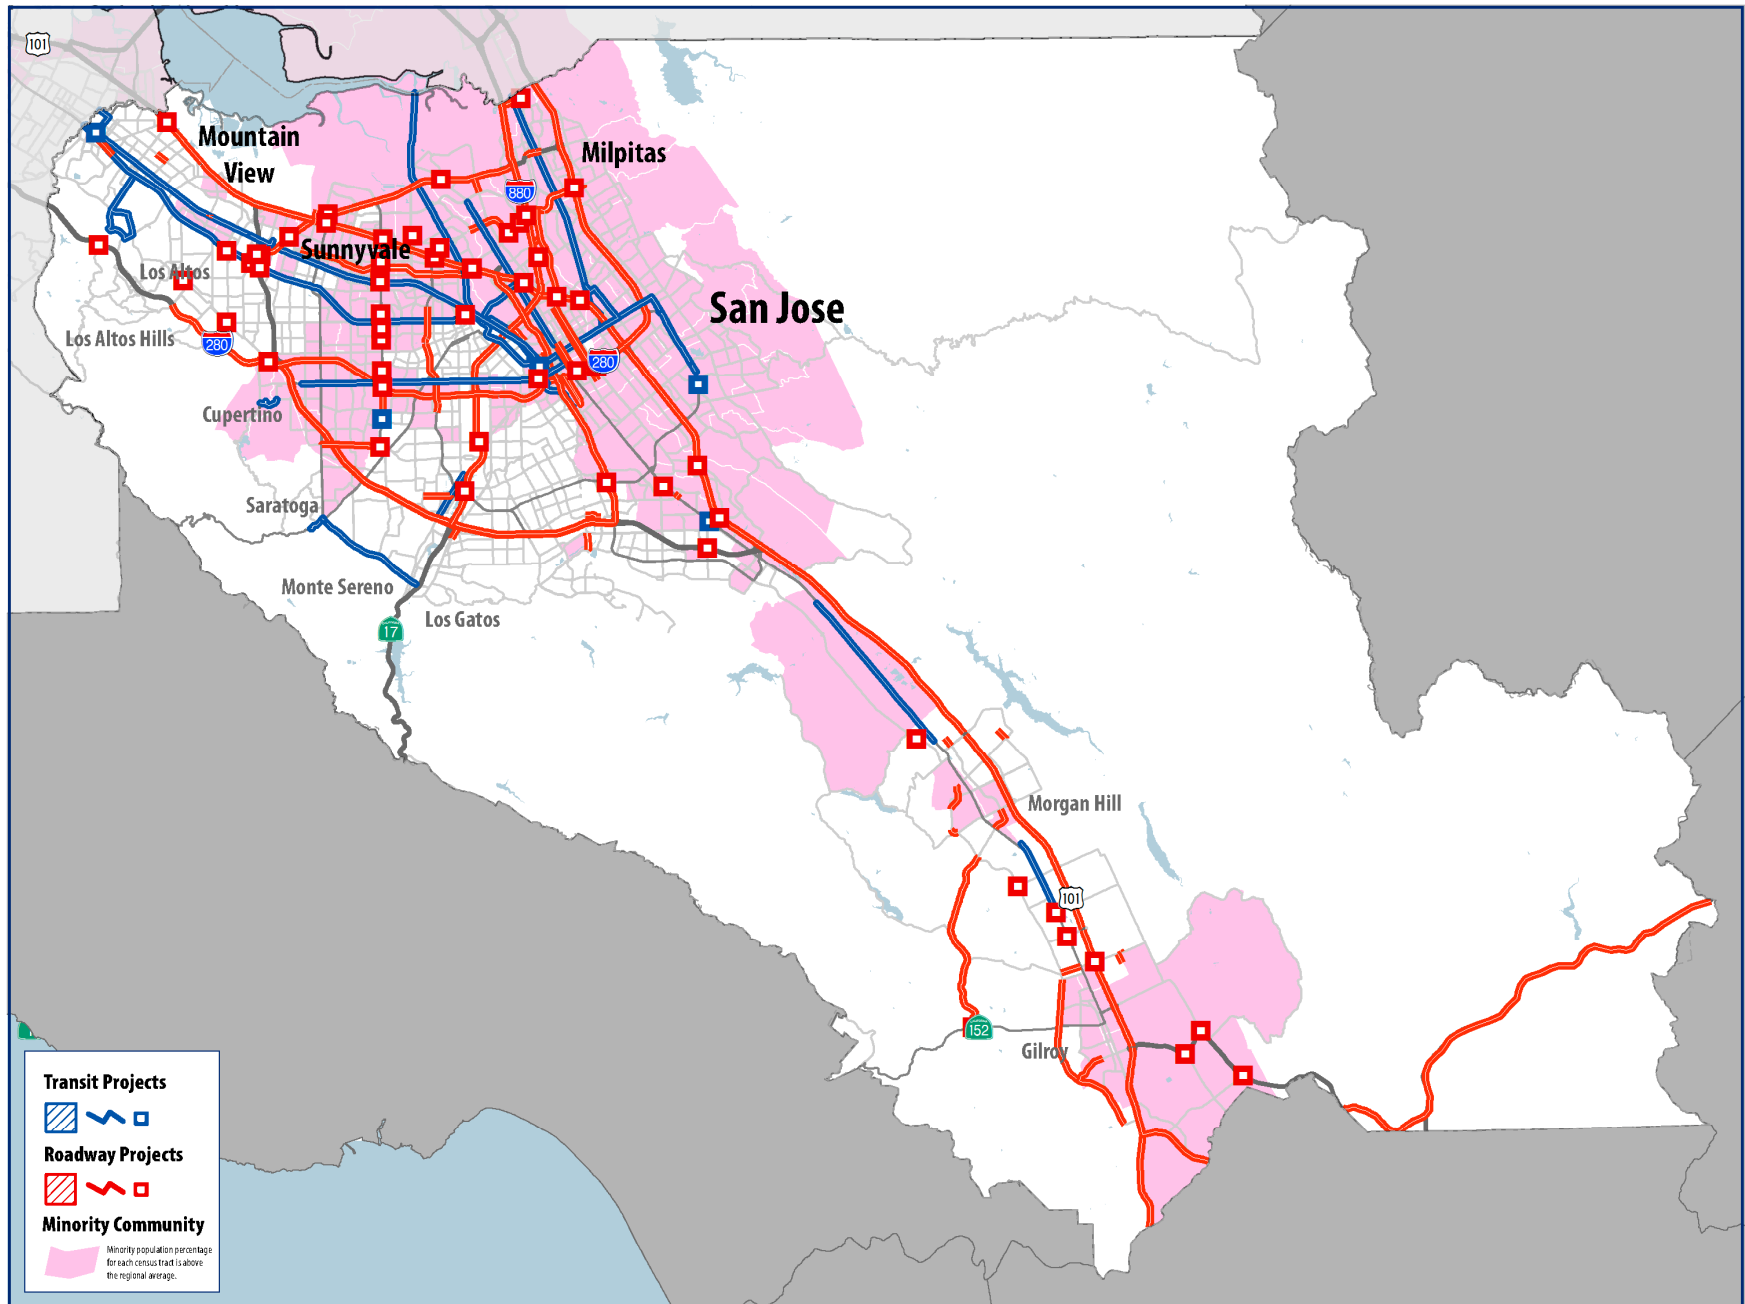 101
Mountain
View
Milpitas
880
Sunnyvale
Los Altos
San Jose
Los Altos Hills
280
280
Cupertino
Saratoga
Monte Sereno
Los Gatos
17
Morgan Hill
101
152
Gilroy
Transit Projects
Roadway Projects
Minority Community
Minority population percentage
for each census tract is above
the regional average.